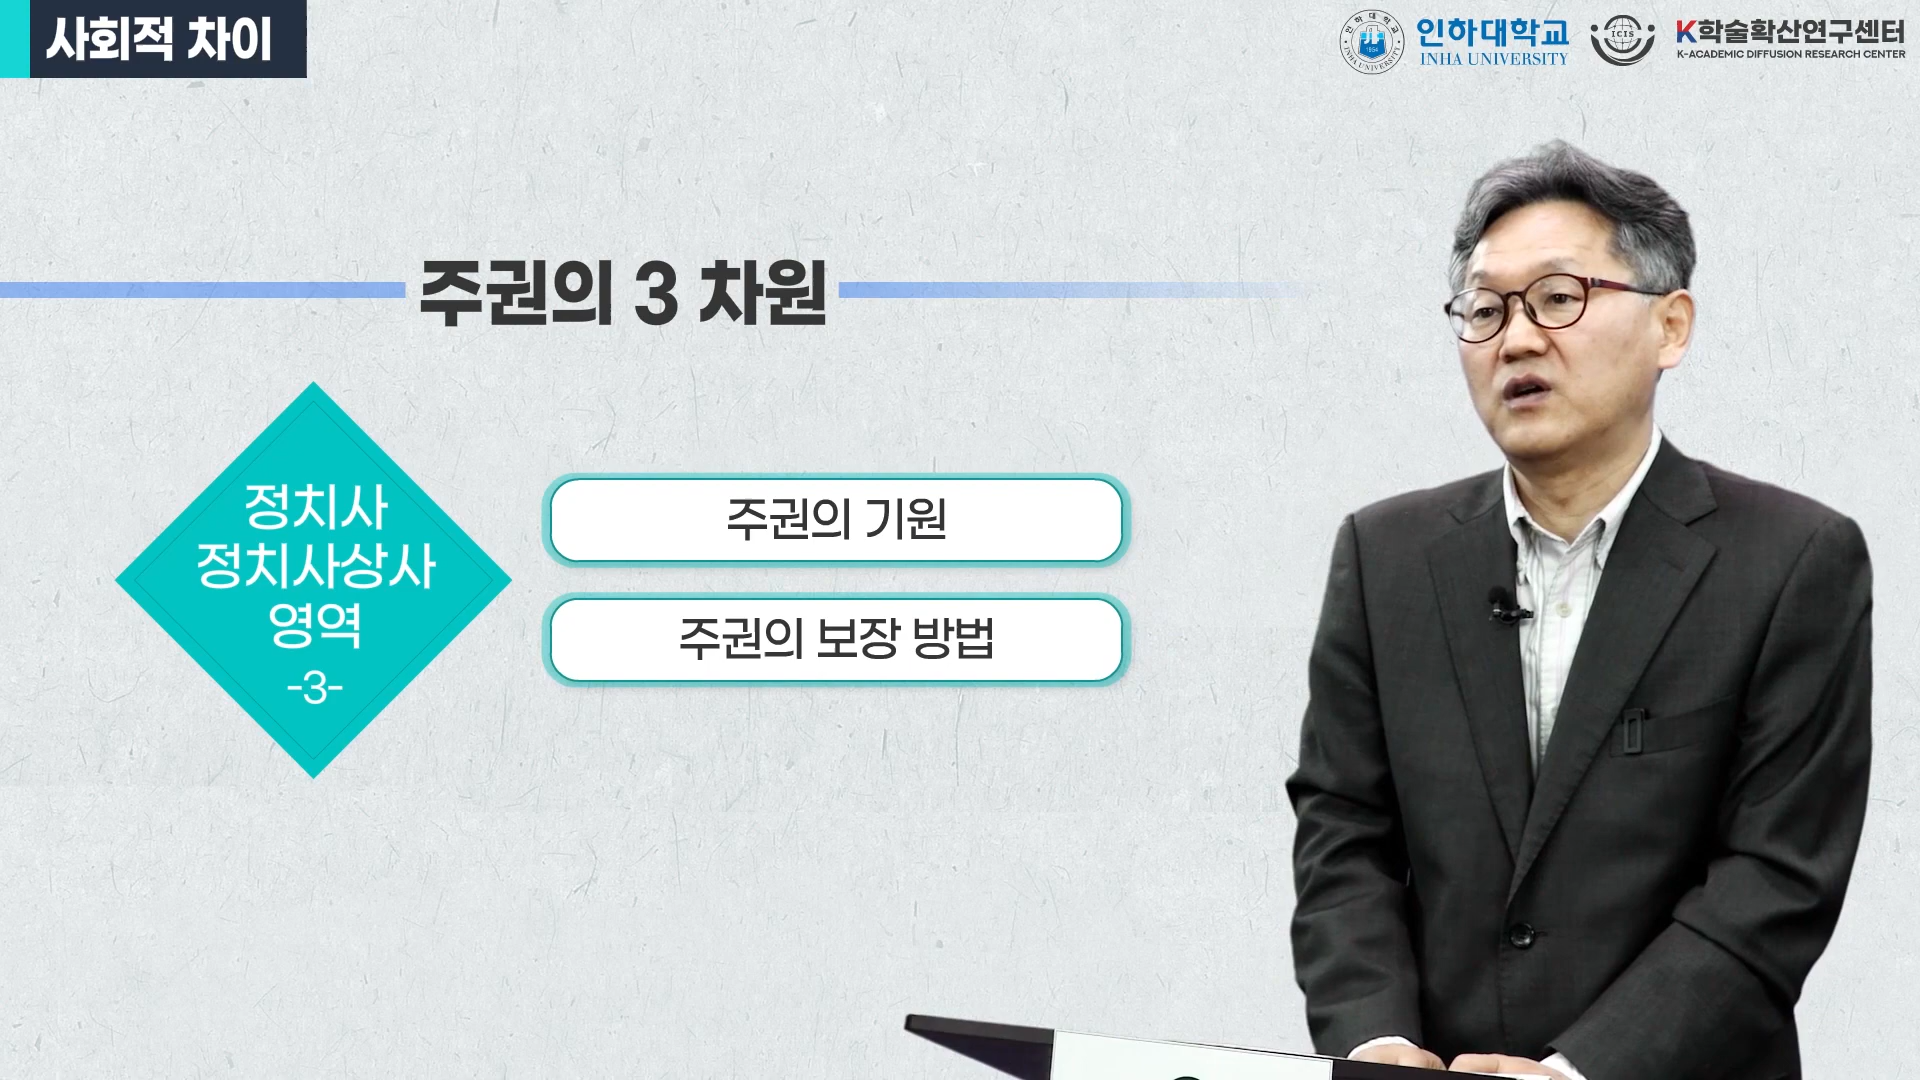 사회적 차이
인하대학교
INHA UNIVERSITY
ICIS
K학술확산연구센터
K-ACADEMIC DIFFUSION RESEARCH CENTER
주권의 3 차원
정치사
정치사상사
영역
-3-
주권의 기원
주권의 보장 방법